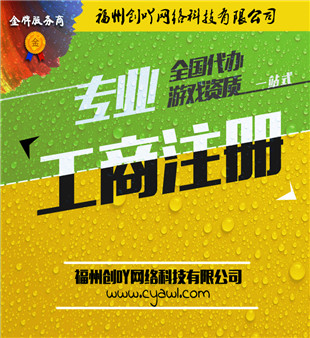 金牌服务商
福州创吖网络科技有限公司
金
专业
全国代办
游戏资质
一站式
工商注册
福州创吖网络科技有限公司
www.cyawl.com